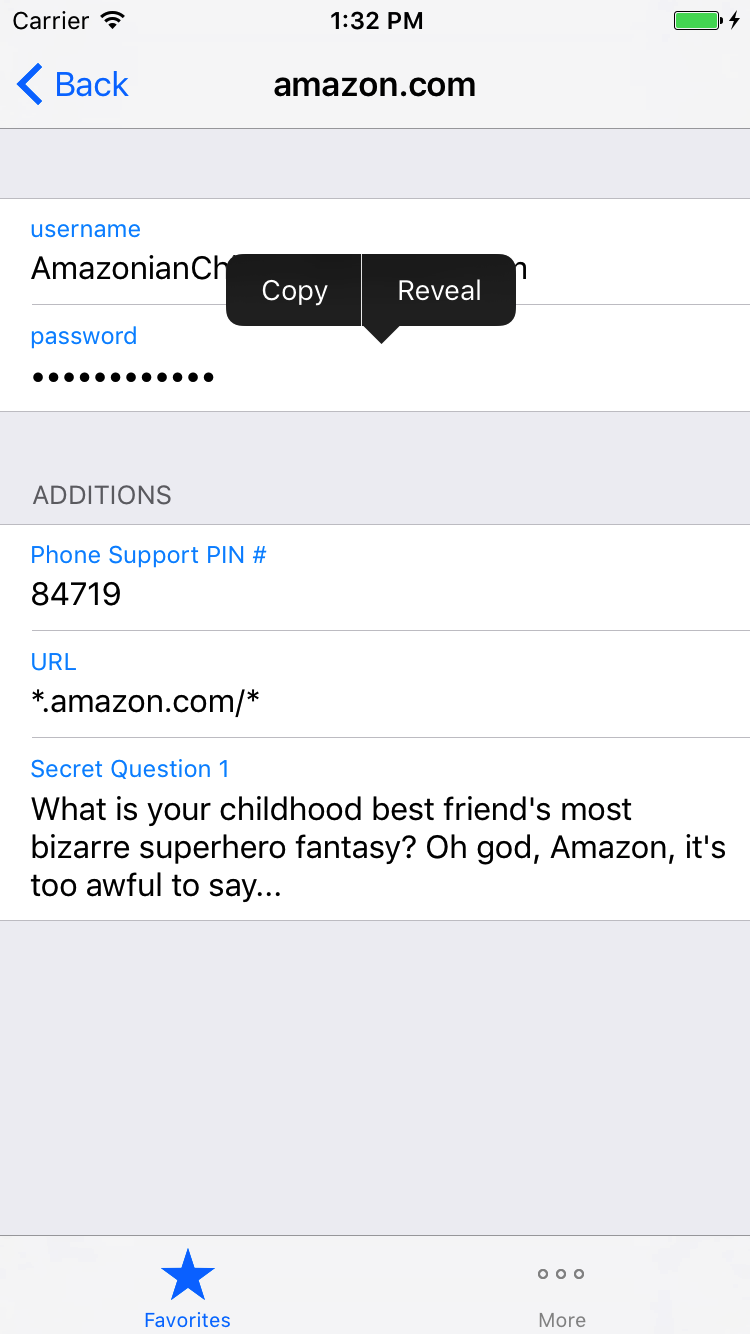 Carrier 1:32 PM
Back amazon.com
username
Copy Reveal
password
••••••••••••
ADDITIONS
Phone Support PIN #
84719
URL
*.amazon.com/*
Secret Question 1
What is your childhood best friend's most
bizarre superhero fantasy? Oh god, Amazon, it's
too awful to say...
Favorites More